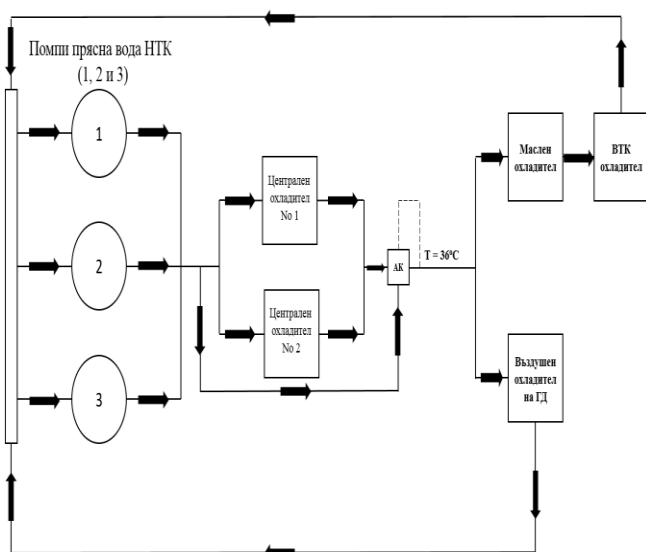 Помпи прясна вода НТК
(1, 2 и 3)
1
2
3
Централен
охладител
No 1
Централен
охладител
No 2
АК
T = 36°C
Маслен
охладител
ВТК
охладител
Въздушен
охладител
на ГД